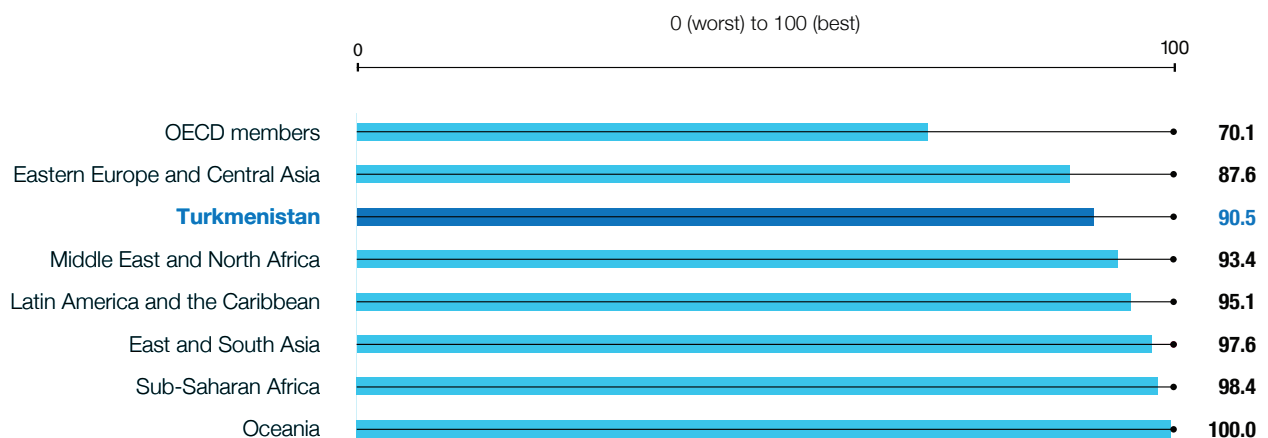 0 (worst) to 100 (best)
0 100
OECD members 70.1
Eastern Europe and Central Asia 87.6
Turkmenistan 90.5
Middle East and North Africa 93.4
Latin America and the Caribbean 95.1
East and South Asia 97.6
Sub-Saharan Africa 98.4
Oceania 100.0